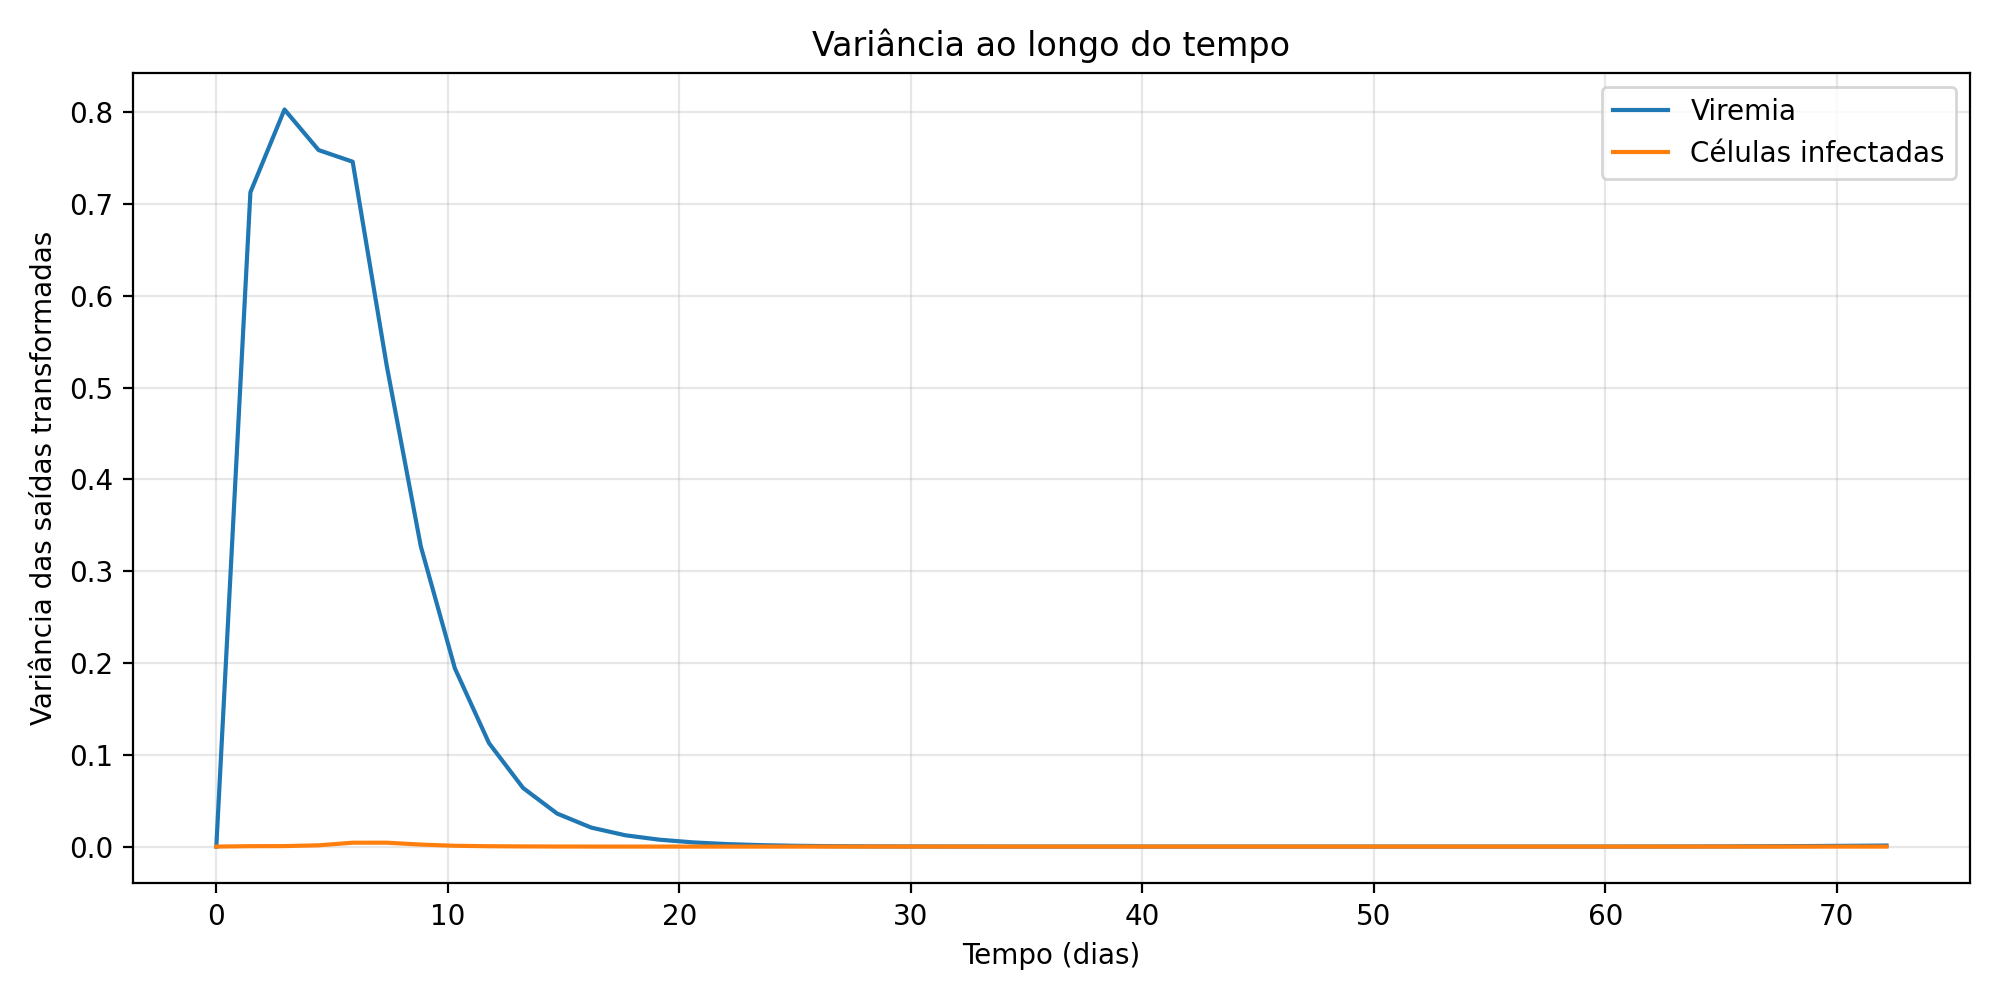 Variância ao longo do tempo
Viremia
Células infectadas
Variância das saídas transformadas
0.8
0.7
0.6
0.5
0.4
0.3
0.2
0.1
0.0
0 10 20 30 40 50 60 70
Tempo (dias)